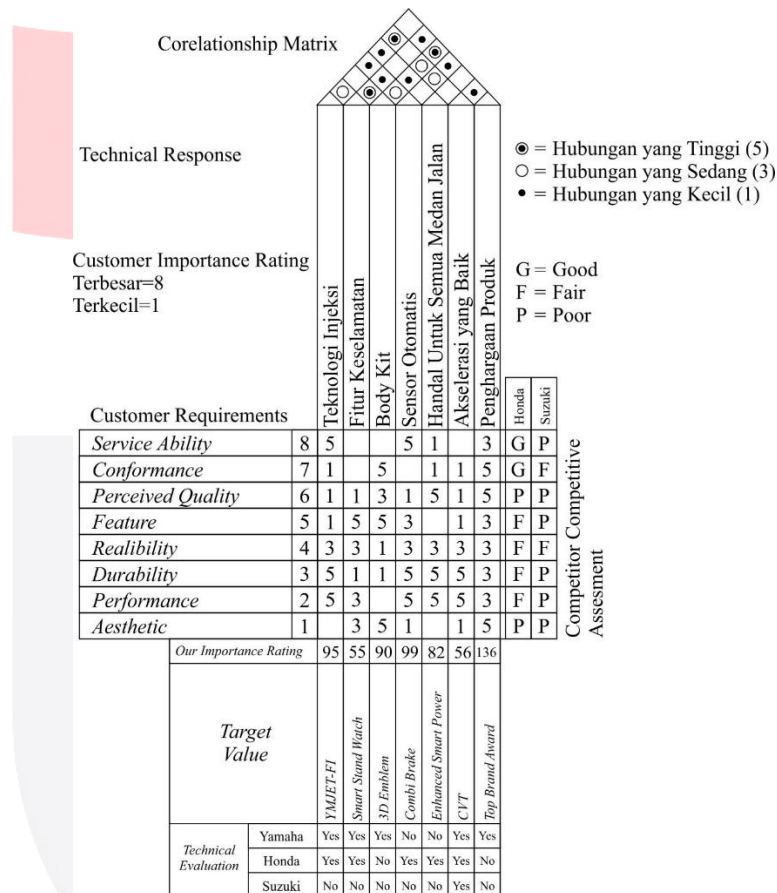 Corelationship Matrix
Technical Response
= Hubungan yang Tinggi (5)
= Hubungan yang Sedang (3)
= Hubungan yang Kecil (1)
Customer Importance Rating
Terbesar=8
Terkecil=1
G = Good
F = Fair
P = Poor
Teknologi Injeksi
Fitur Keselamatan
Body Kit
Sensor Otomatis
Handal Untuk Semua Medan Jalan
Akselerasi yang Baik
Penghargaan Produk
Honda
Suzuki
Customer Requirements
Service Ability 8 5 5 1 3 G P
Conformance 7 1 5 1 1 5 G F
Perceived Quality 6 1 1 3 1 5 1 5 P P
Feature 5 1 5 5 3 1 3 F P
Realibility 4 3 3 1 3 3 3 3 F F
Durability 3 5 1 1 5 5 5 3 F P
Performance 2 5 3 5 5 5 3 F P
Aesthetic 1 3 5 1 1 5 P P
Competitor Competitive
Assesment
Our Importance Rating 95 55 90 99 82 56 136
Target
Value
YMJET-FI
Smart Stand Watch
3D Emblem
Combi Brake
Enhanced Smart Power
CVT
Top Brand Award
Technical
Evaluation
Yamaha Yes Yes Yes No No Yes Yes
Honda Yes Yes No Yes Yes Yes No
Suzuki No No No No No Yes No